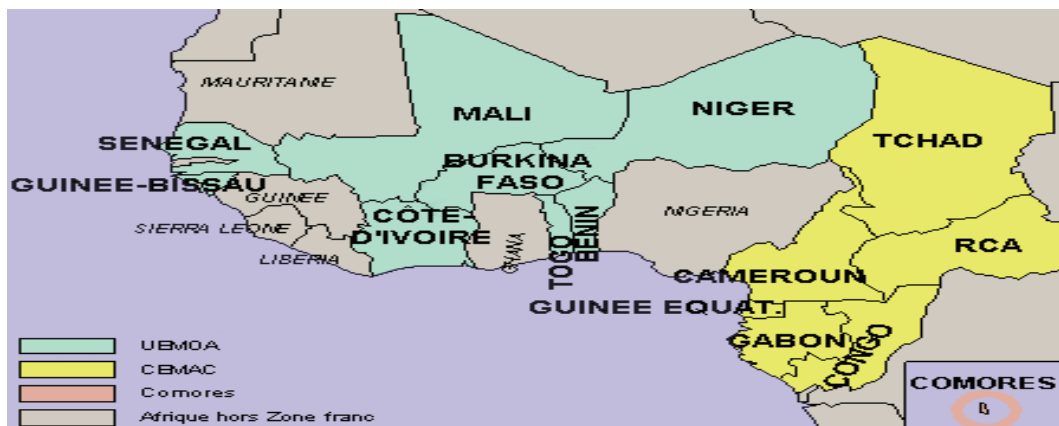 MAURITANIE
MALI
NIGER
TCHAD
SENEGAL
BURKINA
FASO
GUINEE-BISSAU
GUINEE
NIGERIA
SIERRA LEONE
CÔTE-
D'IVOIRE
LIBERIA
GHANA
TOGO
BENIN
RCA
CAMEROUN
GUINEE EQUAT.
GABON
CONGO
UEMOA
CEMAC
Comores
Afrique hors Zone franc
COMORES